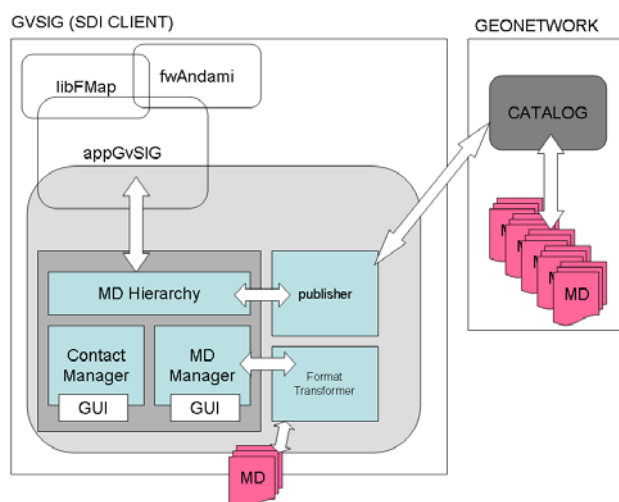 GVSIG (SDI CLIENT)
GEONETWORK
fwAndami
libFMap
appGvSIG
CATALOG
MD Hierarchy
publisher
Contact
Manager
GUI
MD
Manager
GUI
Format
Transformer
MD
MD